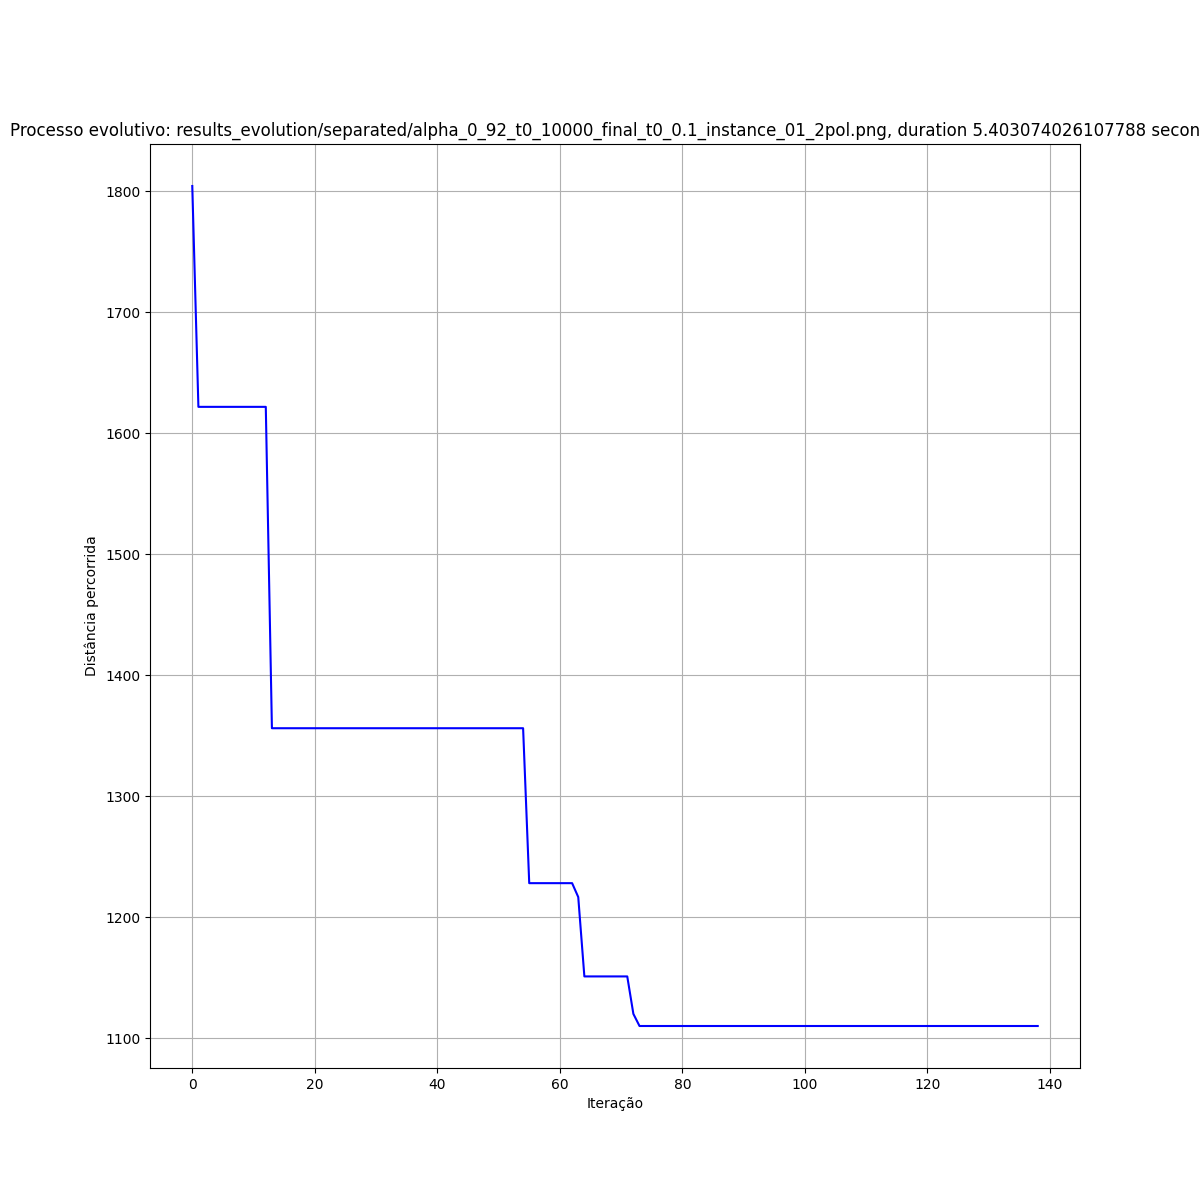 Processo evolutivo: results_evolution/separated/alpha_0_92_t0_10000_final_t0_0.1_instance_01_2pol.png, duration 5.403074026107788 secon
1800
1700
1600
1500
1400
1300
1200
1100
Distância percorrida
0 20 40 60 80 100 120 140
Iteração